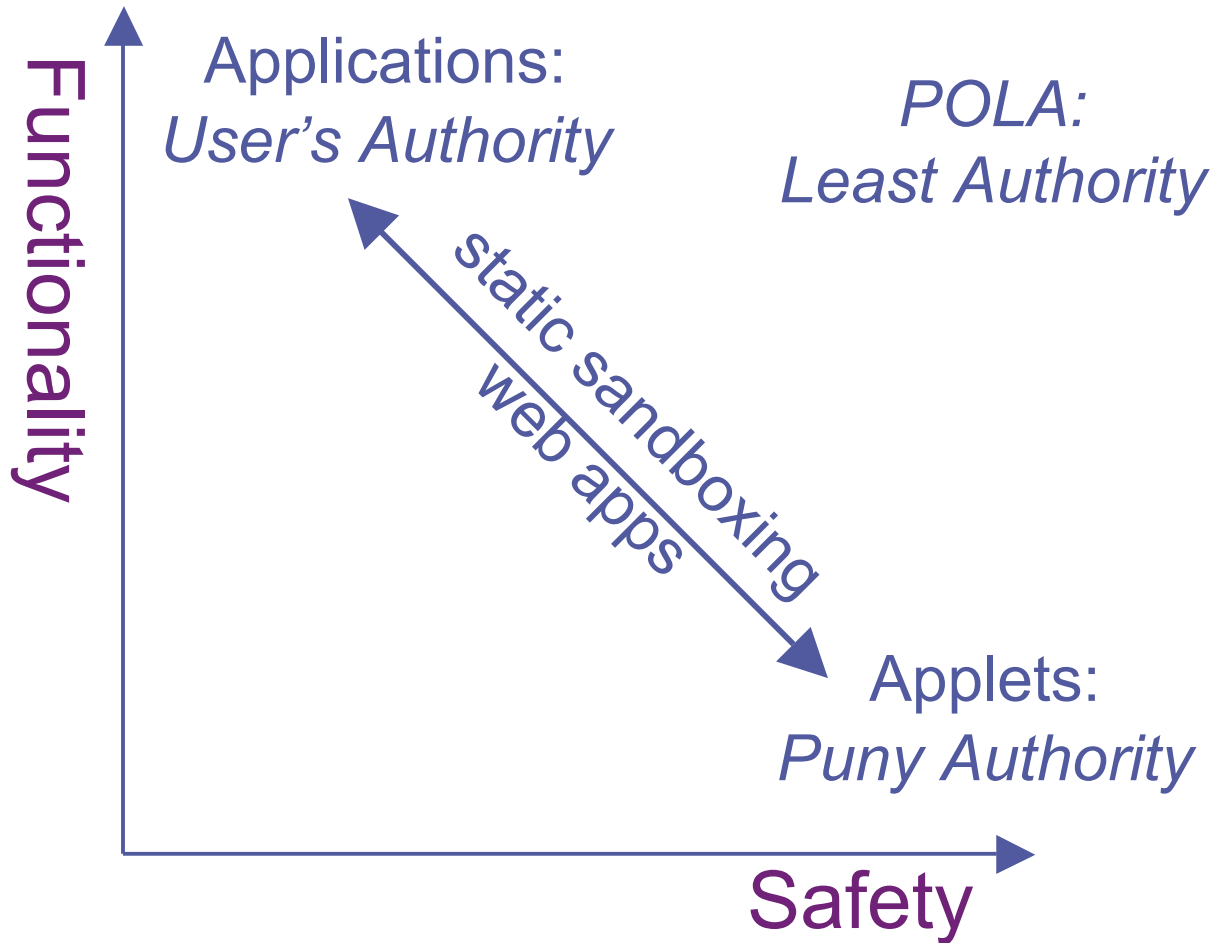 Functionality
Applications:
User’s Authority
POLA:
Least Authority
static sandboxing
web apps
Applets:
Puny Authority
Safety